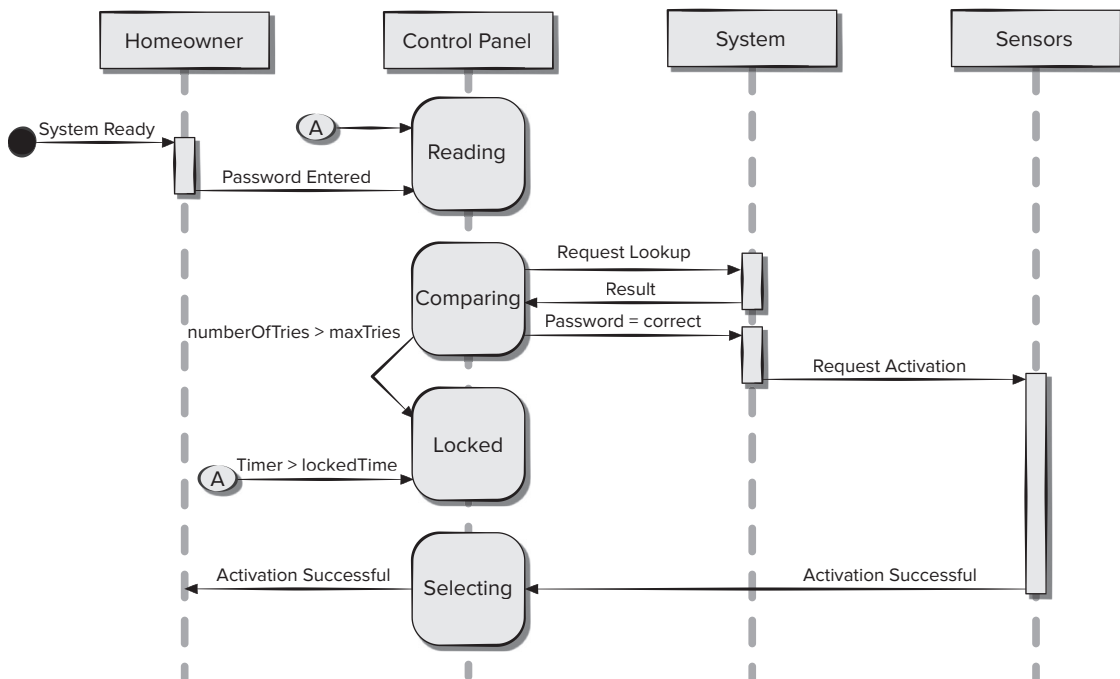 Homeowner
Control Panel
System
Sensors
System Ready
A
Reading
Password Entered
Request Lookup
Comparing
Result
Password = correct
numberOfTries > maxTries
Request Activation
Locked
A
Timer > lockedTime
Activation Successful
Selecting
Activation Successful